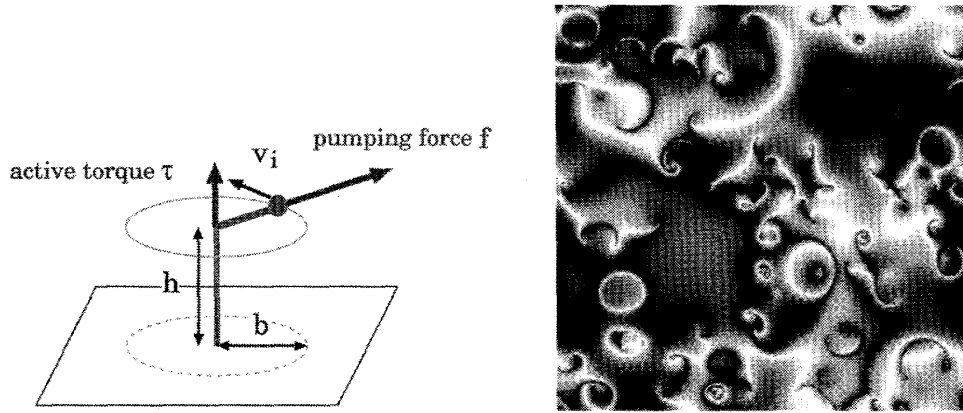 pumping force f
v_i
active torque τ
h
b